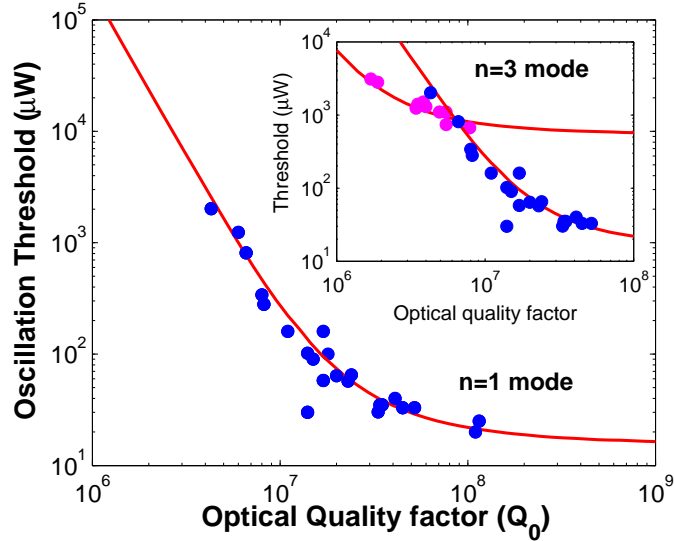 Oscillation Threshold (μW)
10^5
10^4
10^3
10^2
10^1
10^6
10^7
10^8
10^9
Optical Quality factor (Q_0)
n=1 mode
n=3 mode
Threshold (μW)
10^4
10^3
10^2
10^1
10^6
10^7
10^8
Optical quality factor